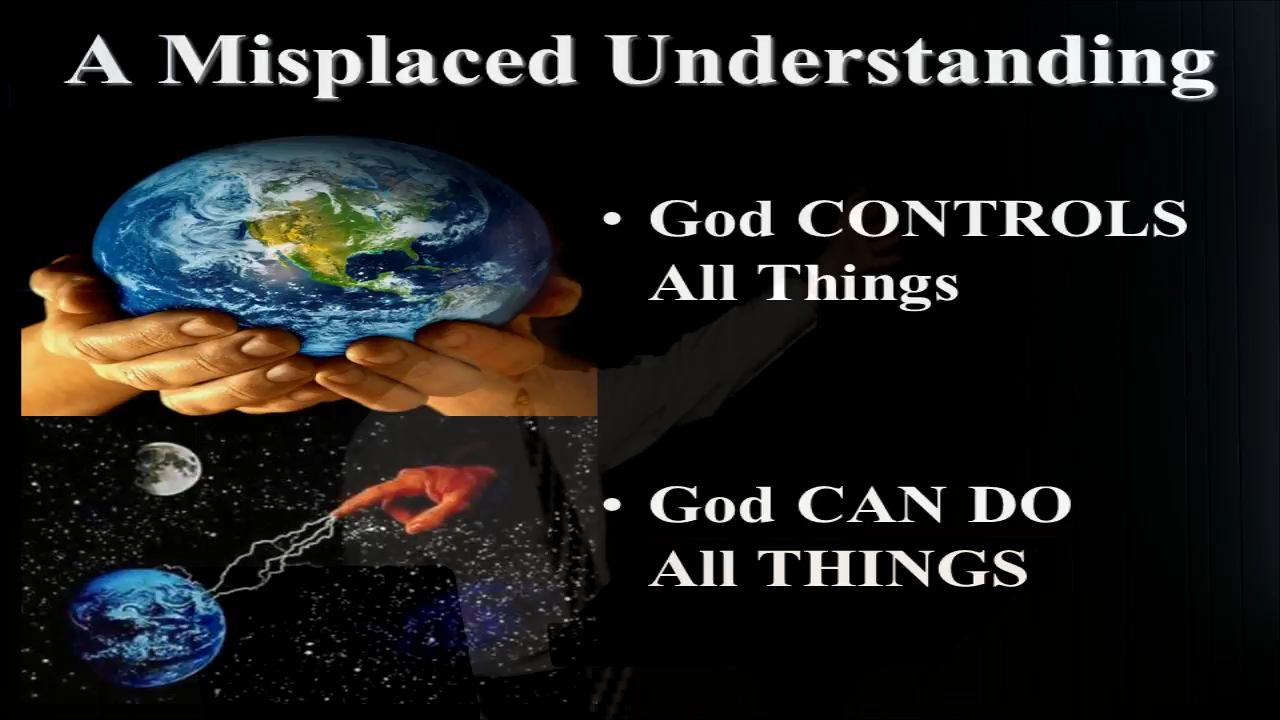 A Misplaced Understanding
• God CONTROLS
All Things
• God CAN DO
All THINGS